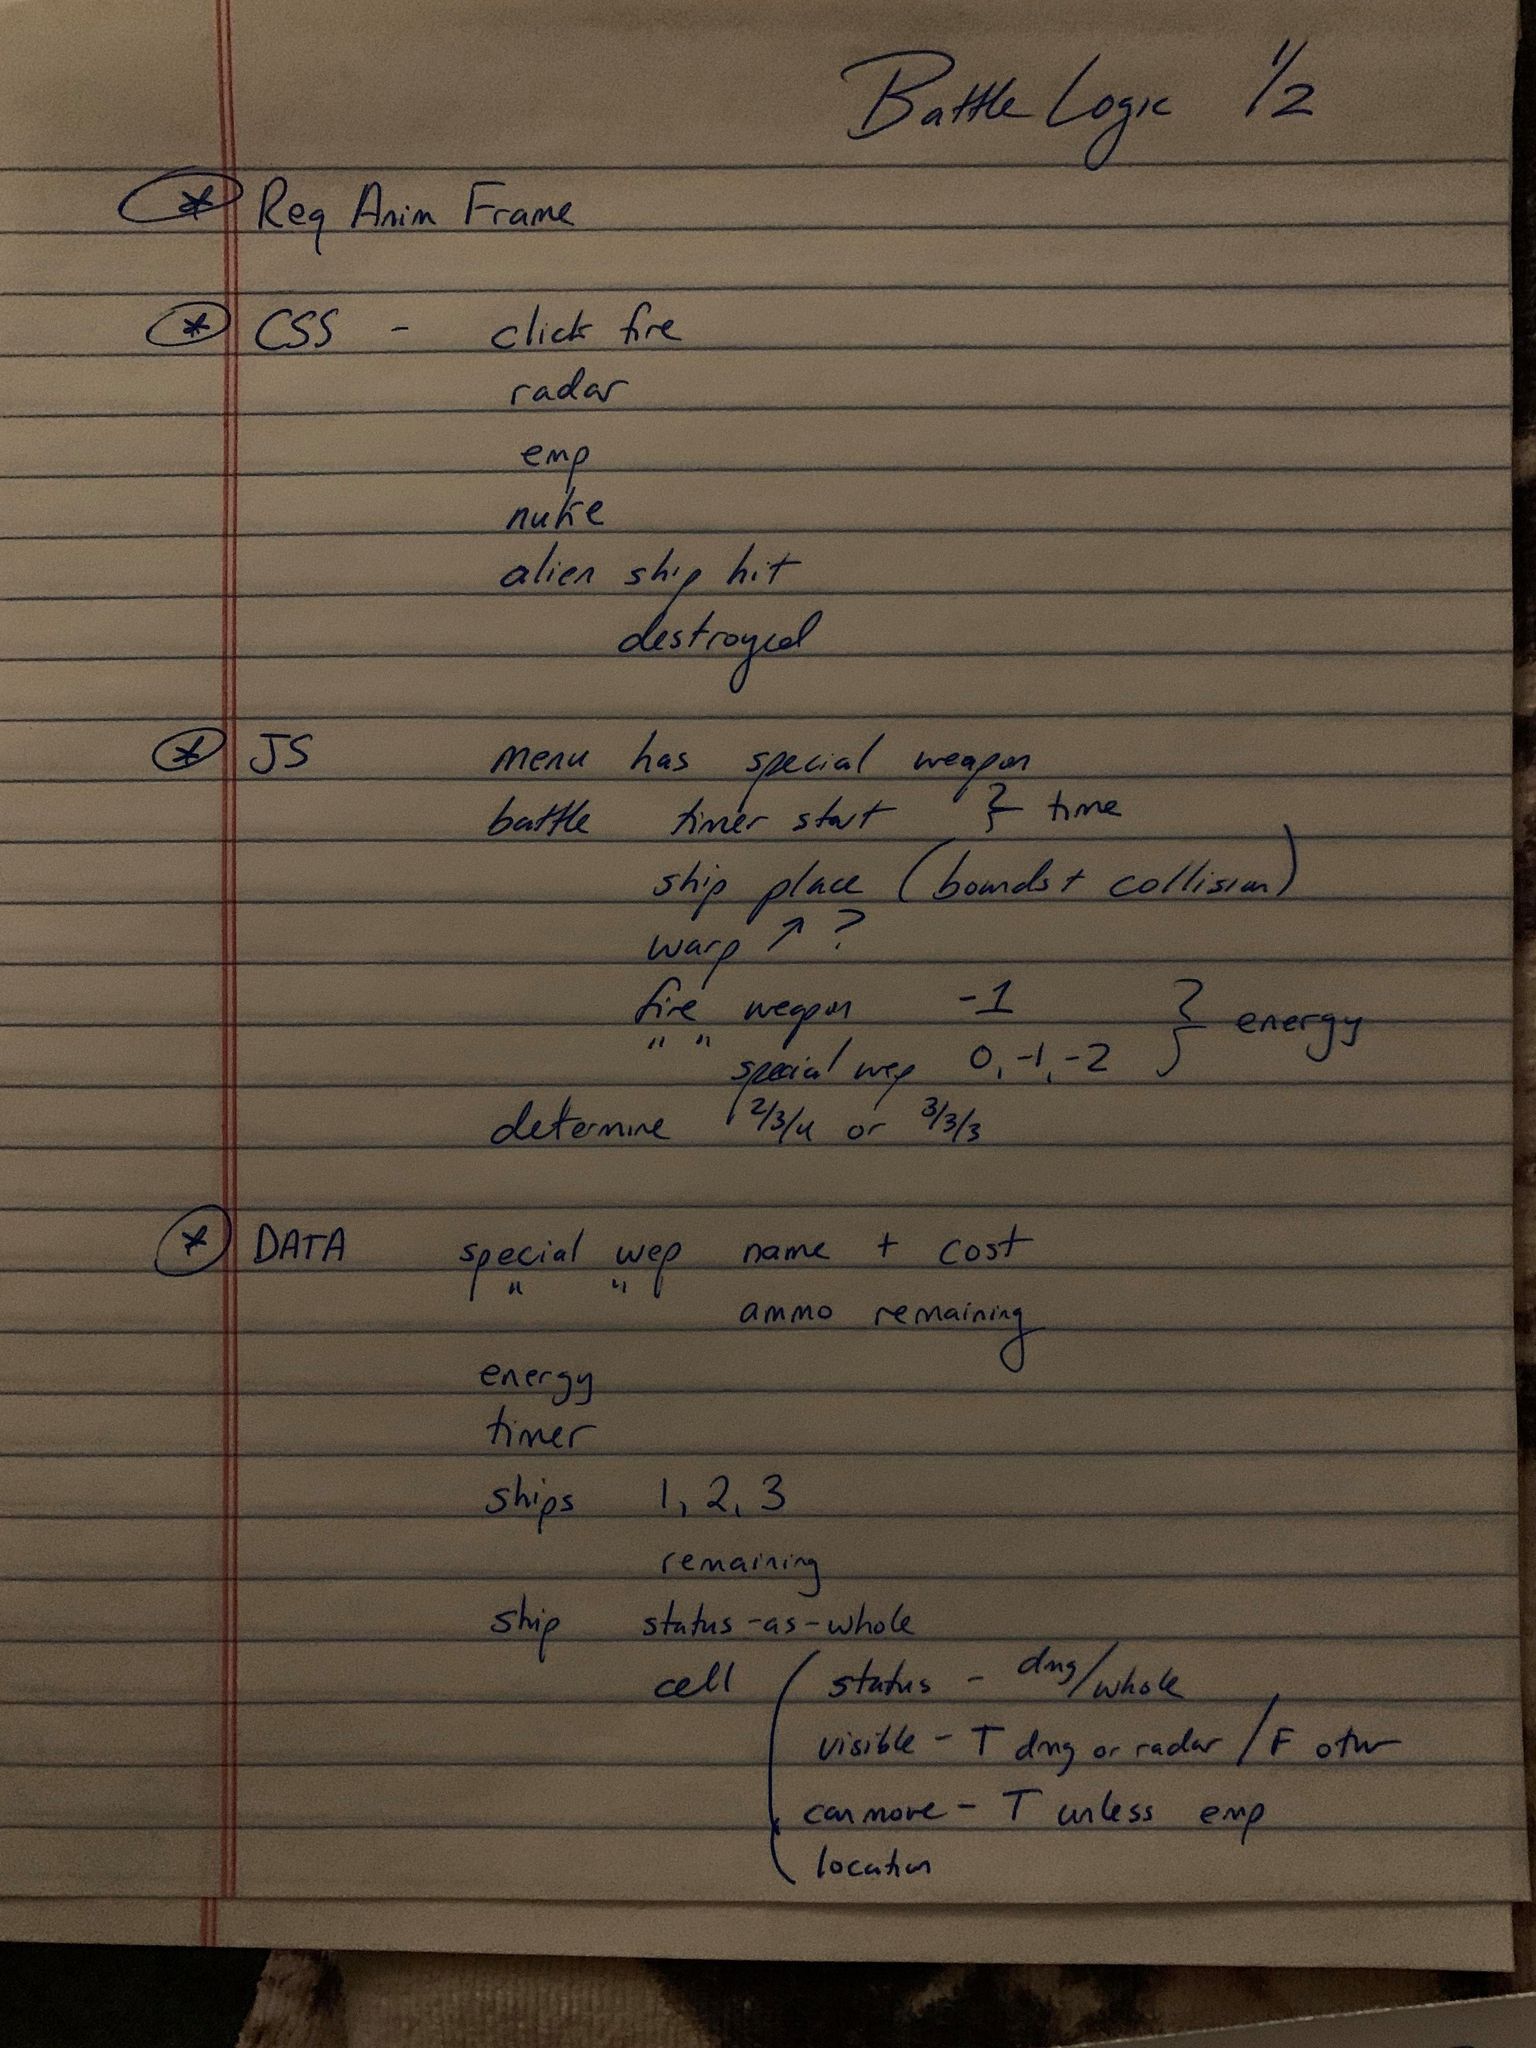 Battle Logic 1/2
* Req Anim Frame
* CSS - click fire
radar
emp
nuke
alien ship hit
destroyed
* JS menu has special weapon
battle timer start } time
ship place (bounds + collision)
warp ↗ ?
fire weapon -1 } energy
" " special wep 0, -1, -2
determine 2/3/4 or 3/3/3
* DATA special wep name + cost
" " ammo remaining
energy
timer
ships 1, 2, 3
remaining
ship status-as-whole
cell ( status - dmg/whole
visible - T dmg or radar / F otw
canmove - T unless emp
location